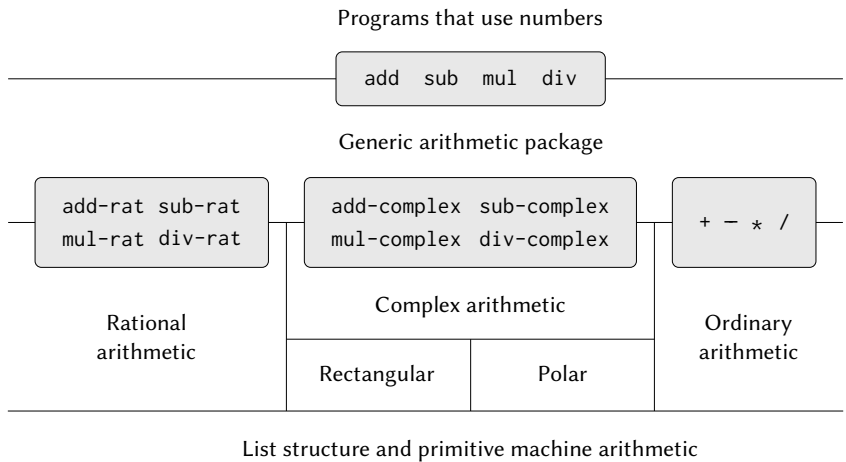 Programs that use numbers
add sub mul div
Generic arithmetic package
add-rat sub-rat
mul-rat div-rat
add-complex sub-complex
mul-complex div-complex
+ − * /
Rational
arithmetic
Complex arithmetic
Rectangular
Polar
Ordinary
arithmetic
List structure and primitive machine arithmetic